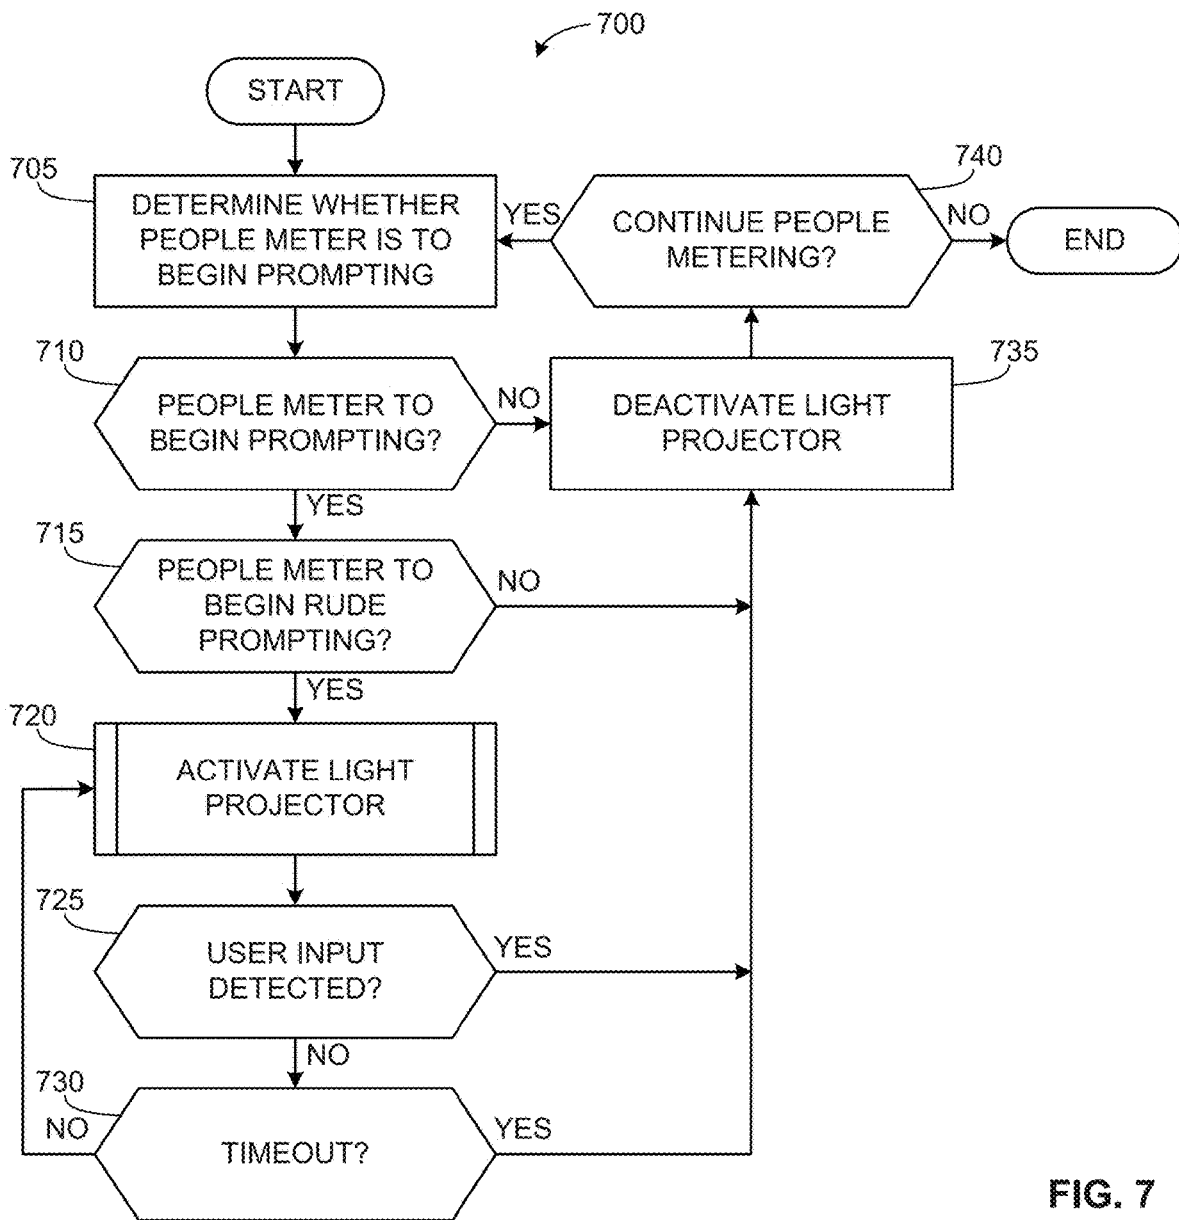 700
START
705
DETERMINE WHETHER
PEOPLE METER IS TO
BEGIN PROMPTING
YES
740
CONTINUE PEOPLE
METERING?
NO
END
710
PEOPLE METER TO
BEGIN PROMPTING?
NO
735
DEACTIVATE LIGHT
PROJECTOR
YES
715
PEOPLE METER TO
BEGIN RUDE
PROMPTING?
NO
YES
720
ACTIVATE LIGHT
PROJECTOR
725
USER INPUT
DETECTED?
YES
NO
730
NO
TIMEOUT?
YES
FIG. 7